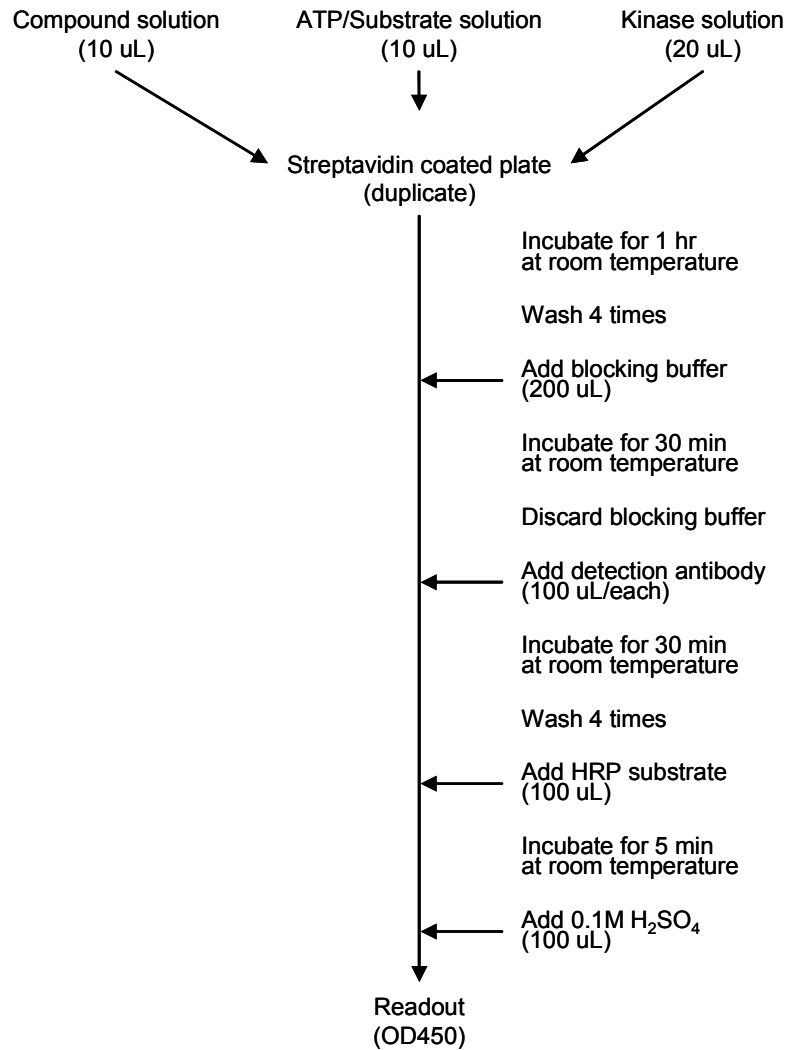 Compound solution
(10 uL)
ATP/Substrate solution
(10 uL)
Kinase solution
(20 uL)
Streptavidin coated plate
(duplicate)
Incubate for 1 hr
at room temperature
Wash 4 times
Add blocking buffer
(200 uL)
Incubate for 30 min
at room temperature
Discard blocking buffer
Add detection antibody
(100 uL/each)
Incubate for 30 min
at room temperature
Wash 4 times
Add HRP substrate
(100 uL)
Incubate for 5 min
at room temperature
Add 0.1M H₂SO₄
(100 uL)
Readout
(OD450)